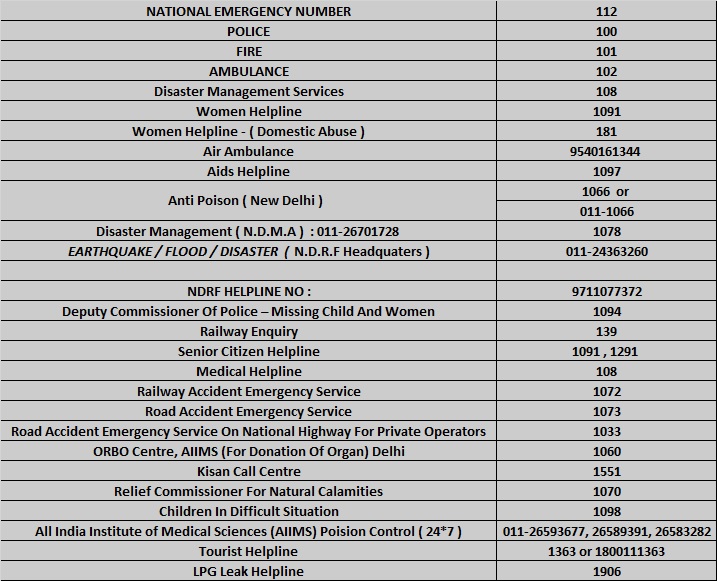 NATIONAL EMERGENCY NUMBER 112
POLICE 100
FIRE 101
AMBULANCE 102
Disaster Management Services 108
Women Helpline 1091
Women Helpline - ( Domestic Abuse ) 181
Air Ambulance 9540161344
Aids Helpline 1097
Anti Poison ( New Delhi ) 1066 or
011-1066
Disaster Management ( N.D.M.A ) : 011-26701728 1078
EARTHQUAKE / FLOOD / DISASTER ( N.D.R.F Headquaters ) 011-24363260
NDRF HELPLINE NO : 9711077372
Deputy Commissioner Of Police – Missing Child And Women 1094
Railway Enquiry 139
Senior Citizen Helpline 1091 , 1291
Medical Helpline 108
Railway Accident Emergency Service 1072
Road Accident Emergency Service 1073
Road Accident Emergency Service On National Highway For Private Operators 1033
ORBO Centre, AIIMS (For Donation Of Organ) Delhi 1060
Kisan Call Centre 1551
Relief Commissioner For Natural Calamities 1070
Children In Difficult Situation 1098
All India Institute of Medical Sciences (AIIMS) Poision Control ( 24*7 ) 011-26593677, 26589391, 26583282
Tourist Helpline 1363 or 1800111363
LPG Leak Helpline 1906